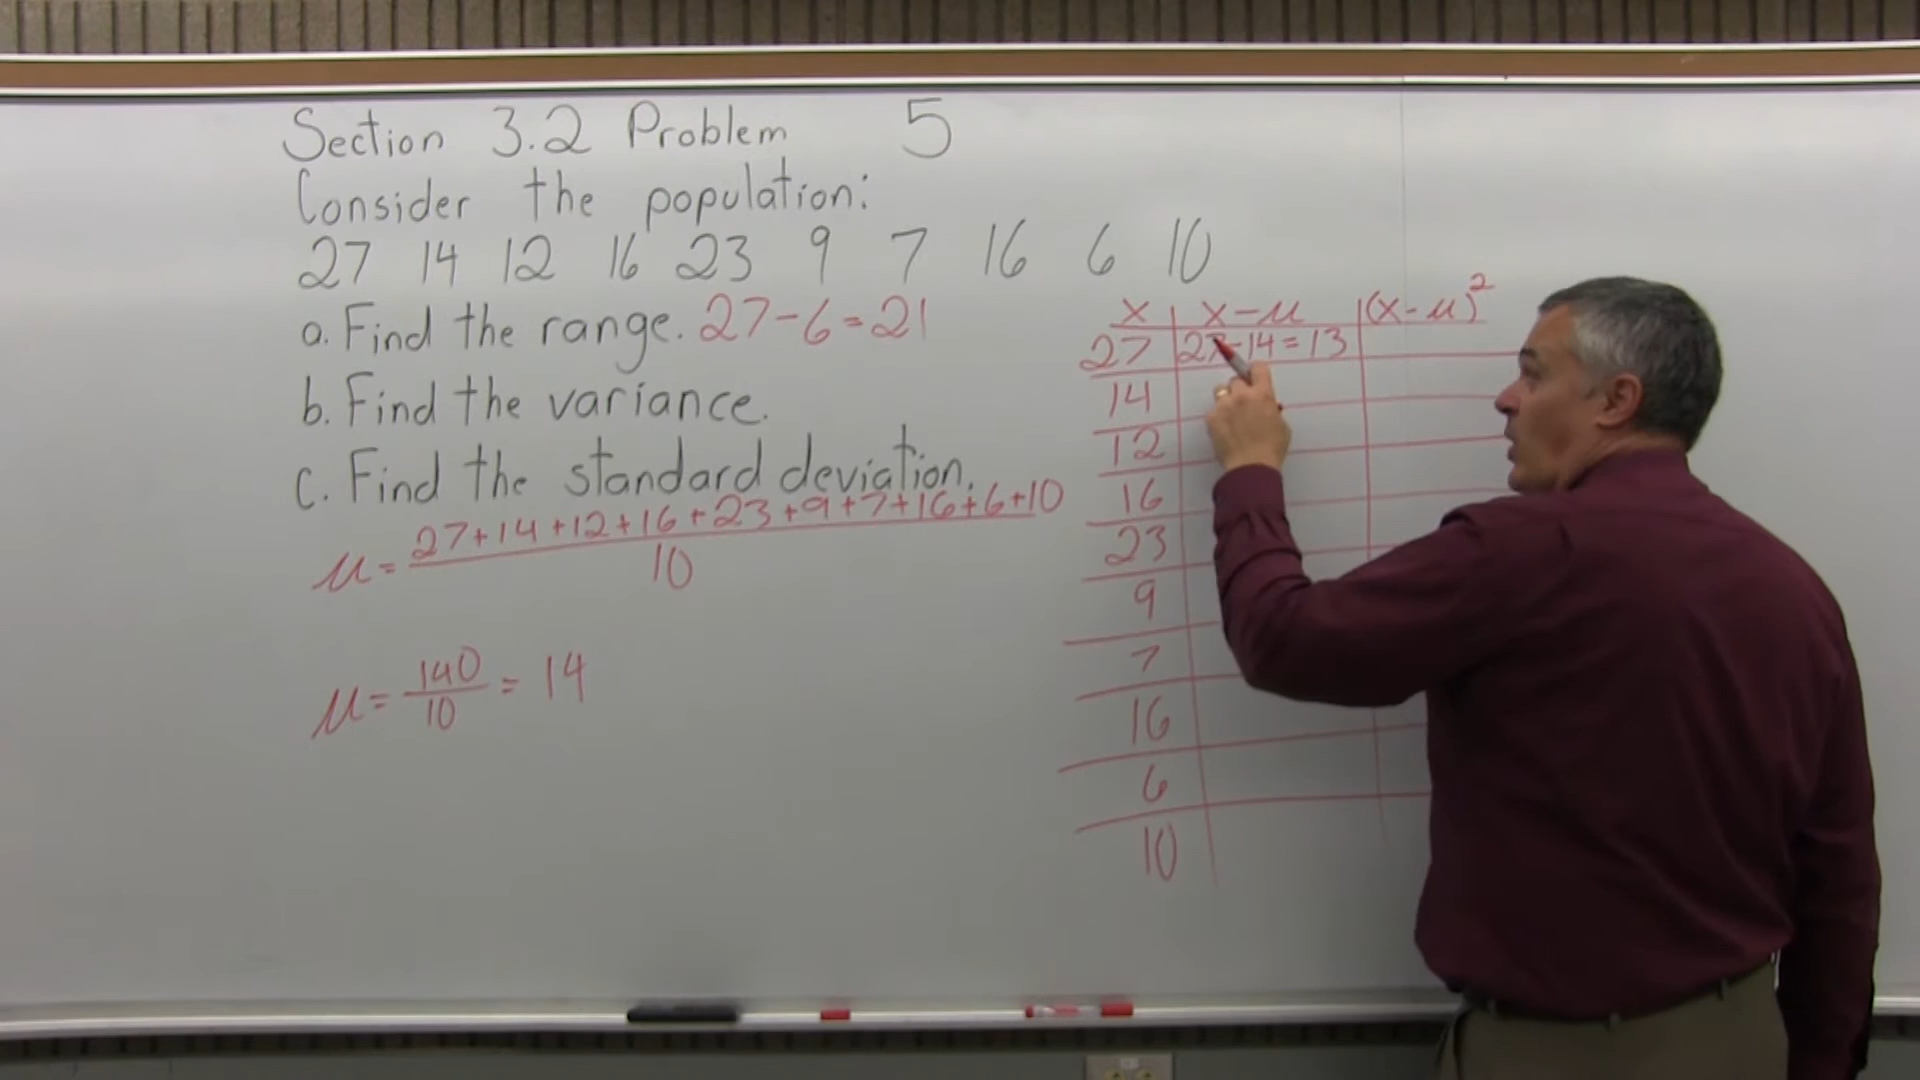 Section 3.2 Problem 5
Consider the population:
27 14 12 16 23 9 7 16 6 10
a. Find the range. 27-6=21
b. Find the variance.
c. Find the standard deviation.
μ= 27+14+12+16+23+9+7+16+6+10
10
μ= 140/10 = 14
x x-μ (x-μ)²
27 27-14=13
14
12
16
23
9
7
16
6
10